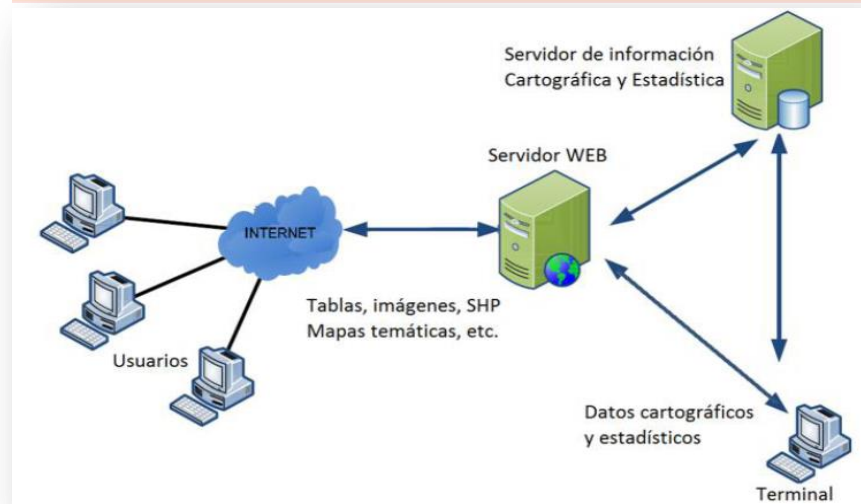 Servidor de información
Cartográfica y Estadística
Servidor WEB
INTERNET
Tablas, imágenes, SHP
Mapas temáticas, etc.
Usuarios
Datos cartográficos
y estadísticos
Terminal